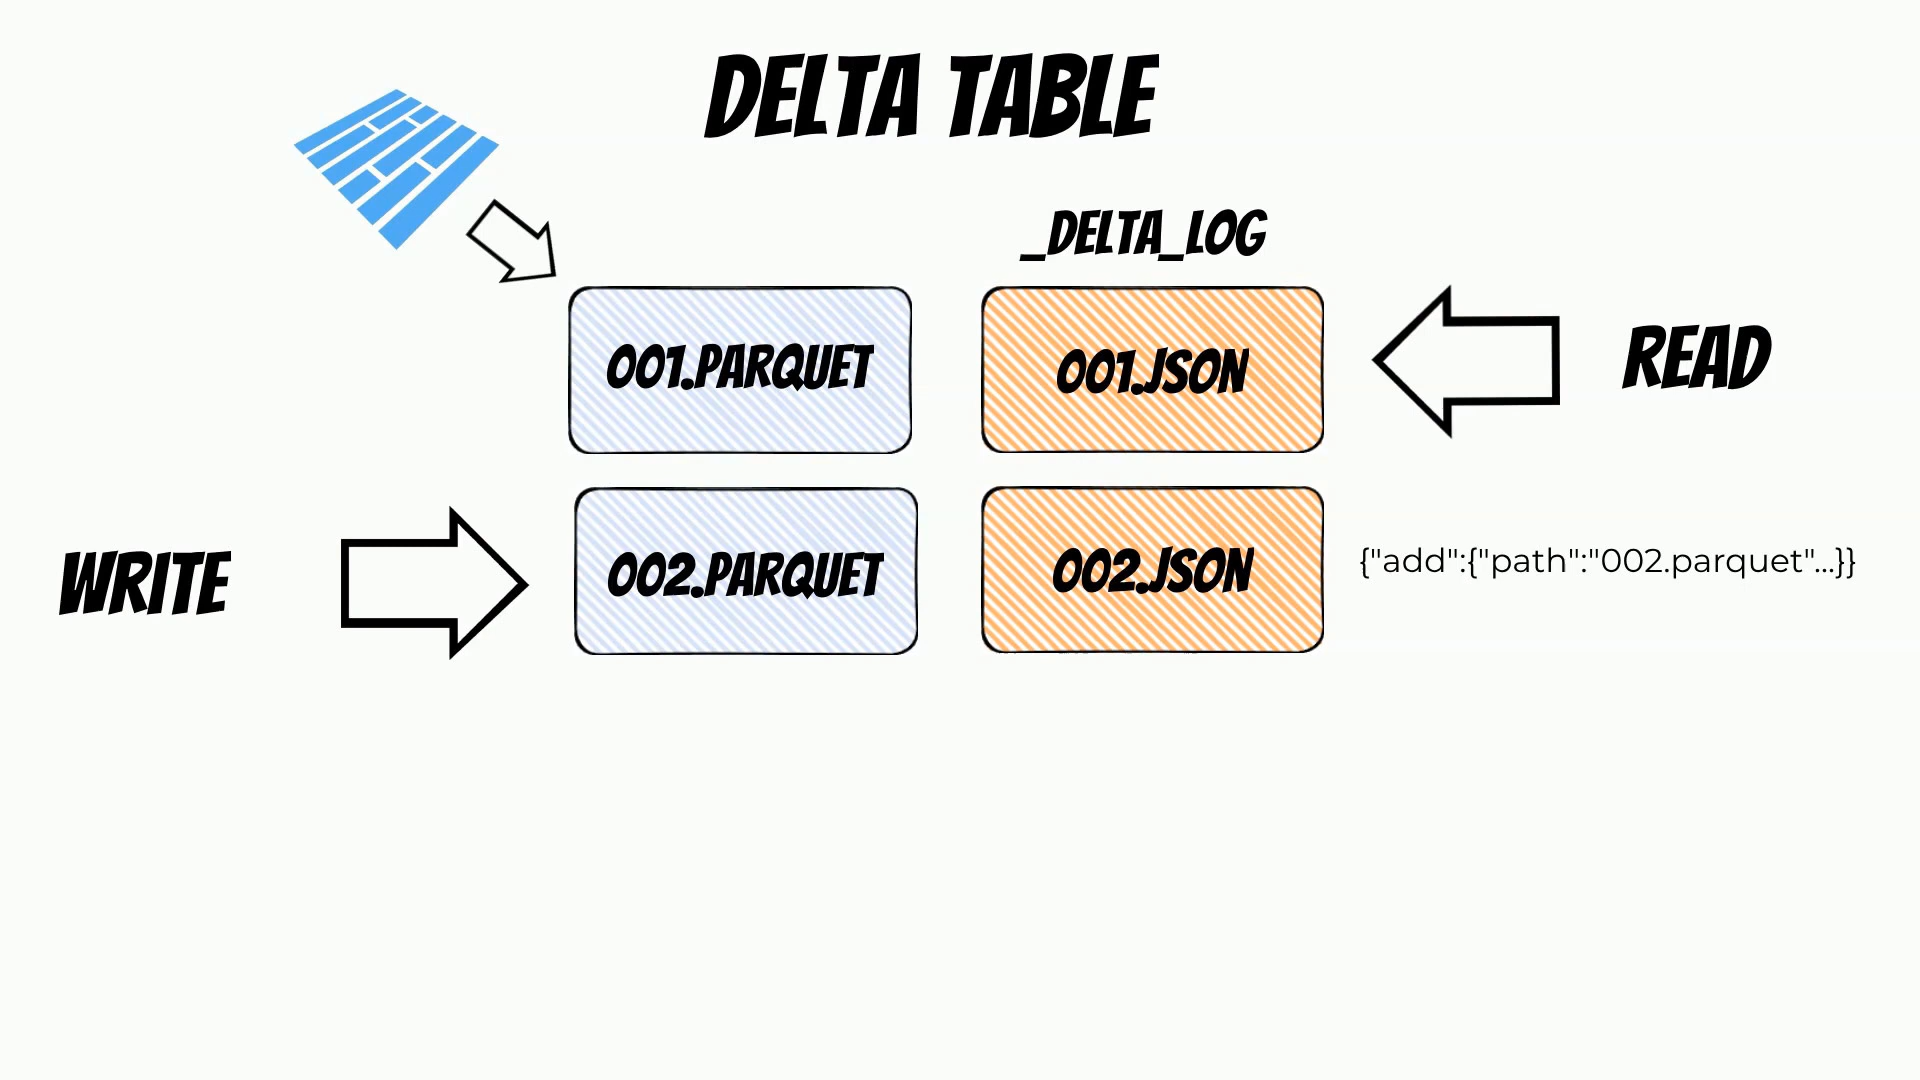 DELTA TABLE
_DELTA_LOG
001.PARQUET
001.JSON
READ
WRITE
002.PARQUET
002.JSON
{"add":{"path":"002.parquet"...}}